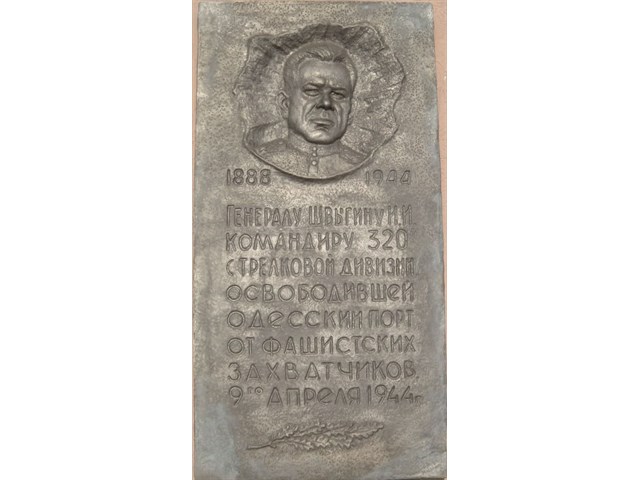 1888 1944
ГЕНЕРАЛУ ШВЫГИНУ И.И.
КОМАНДИРУ 320
СТРЕЛКОВОЙ ДИВИЗИИ
ОСВОБОДИВШЕЙ
ОДЕССКИЙ ПОРТ
ОТ ФАШИСТСКИХ
ЗАХВАТЧИКОВ
9ГО АПРЕЛЯ 1944Г.